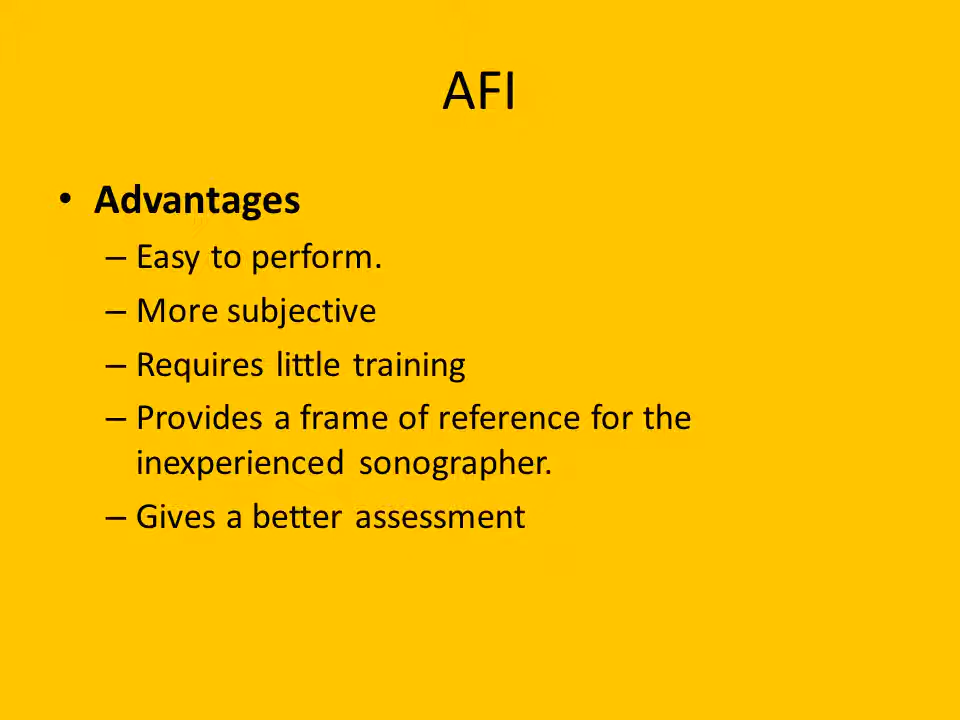 AFI
• Advantages
– Easy to perform.
– More subjective
– Requires little training
– Provides a frame of reference for the
inexperienced sonographer.
– Gives a better assessment